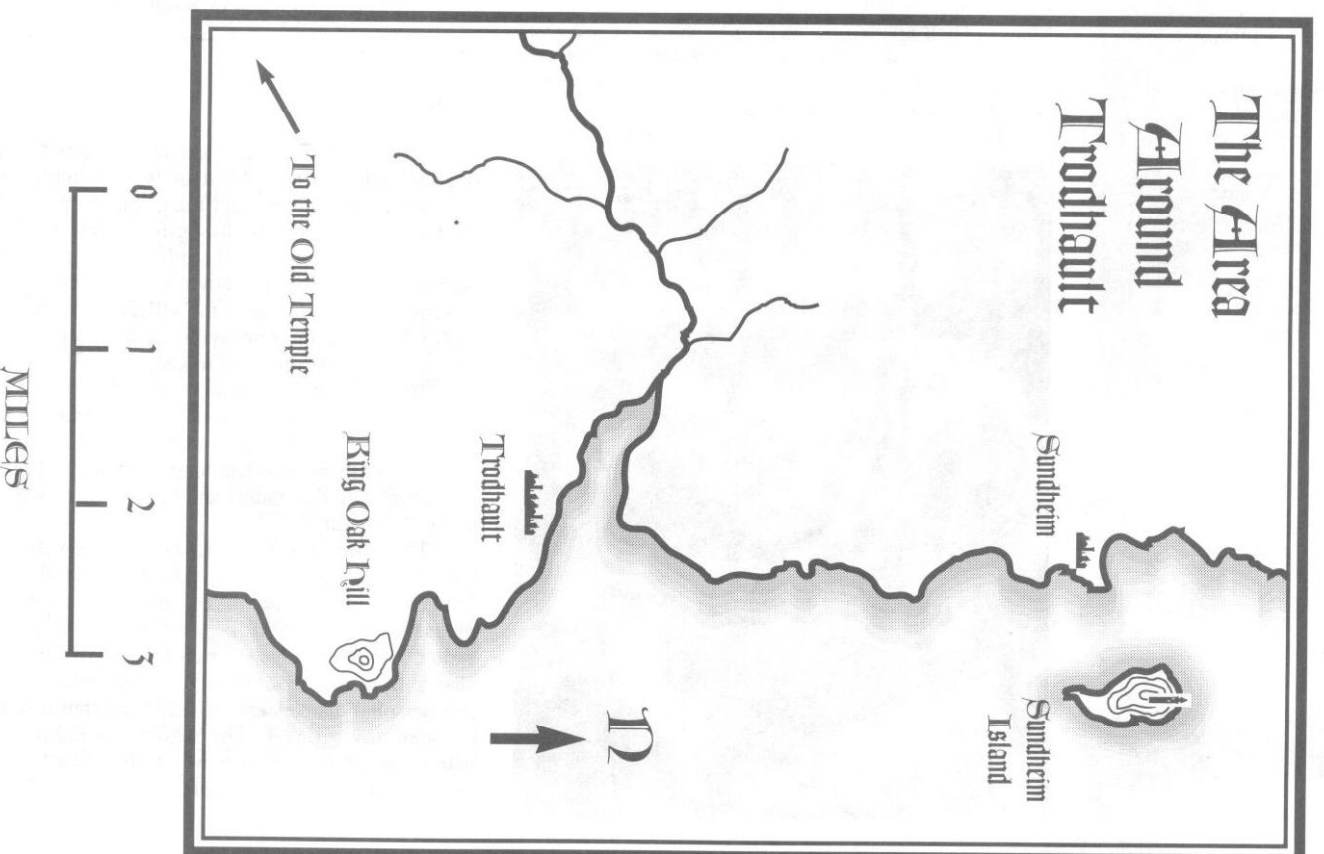 The Area
Around
Trodhault
Sundheim
Sundheim
Island
N
Trodhault
King Oak Hill
To the Old Temple
0 1 2 3
MILES